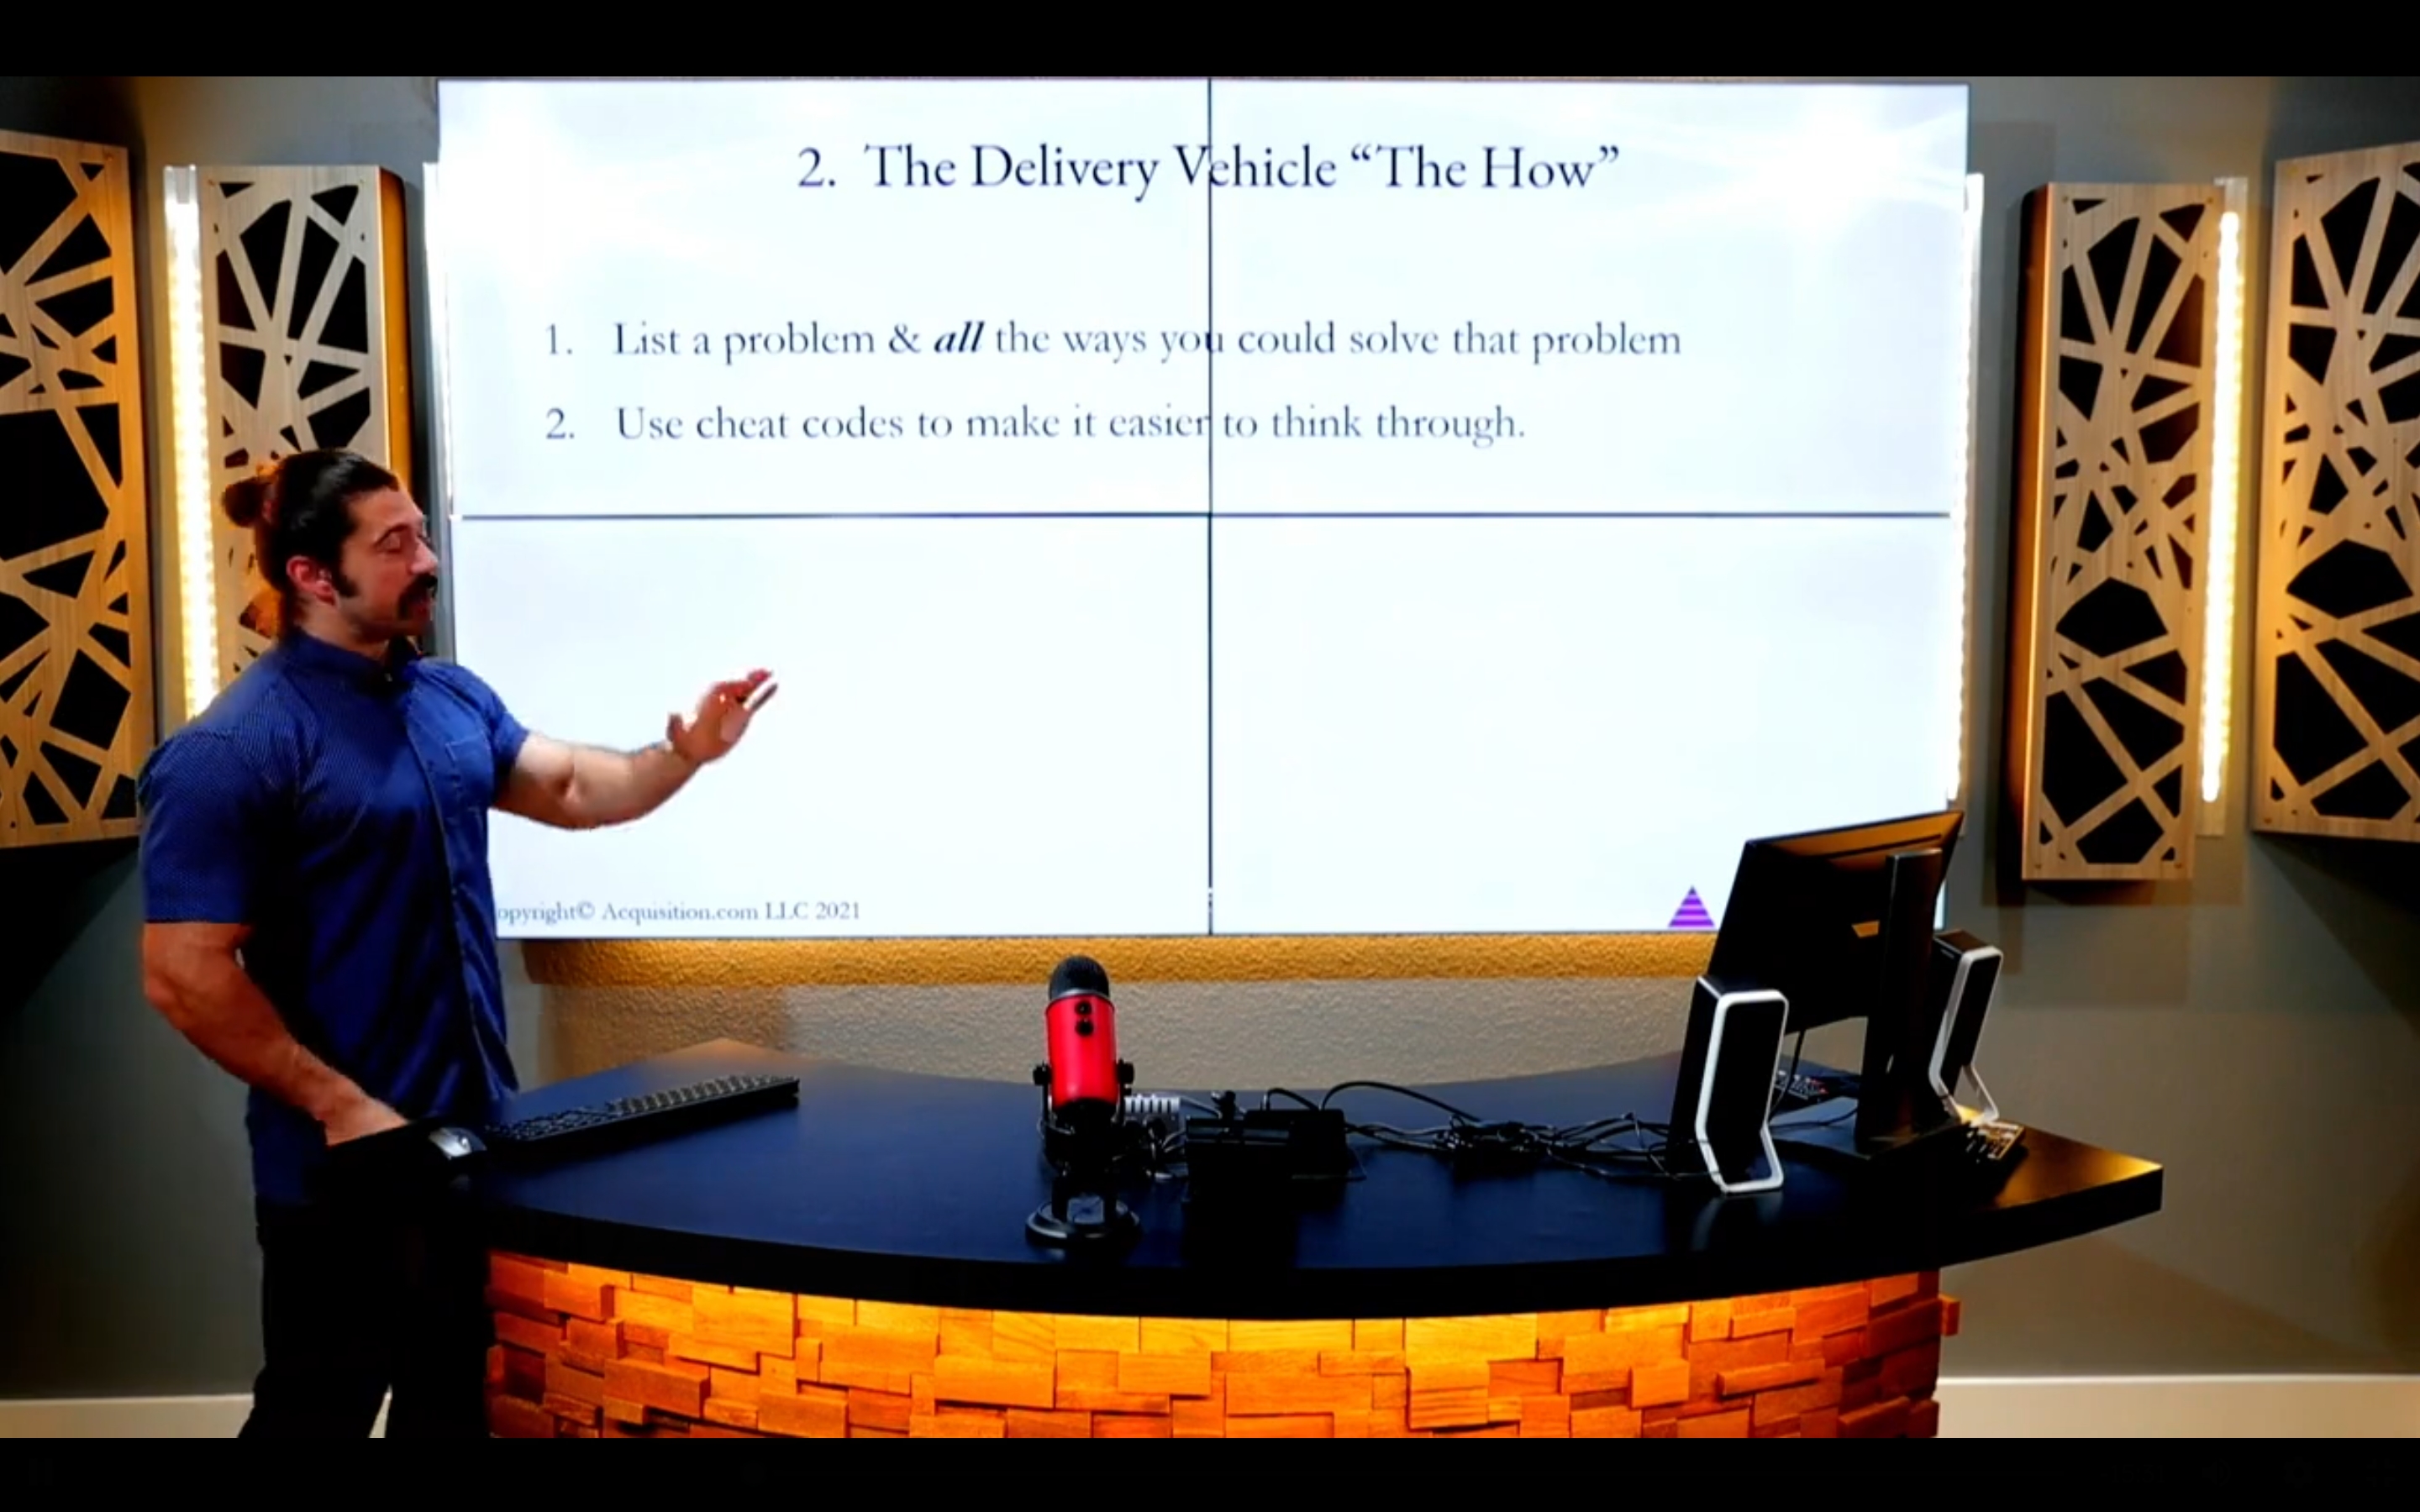 2. The Delivery Vehicle “The How”
1. List a problem & all the ways you could solve that problem
2. Use cheat codes to make it easier to think through.
opyright© Acquisition.com LLC 2021